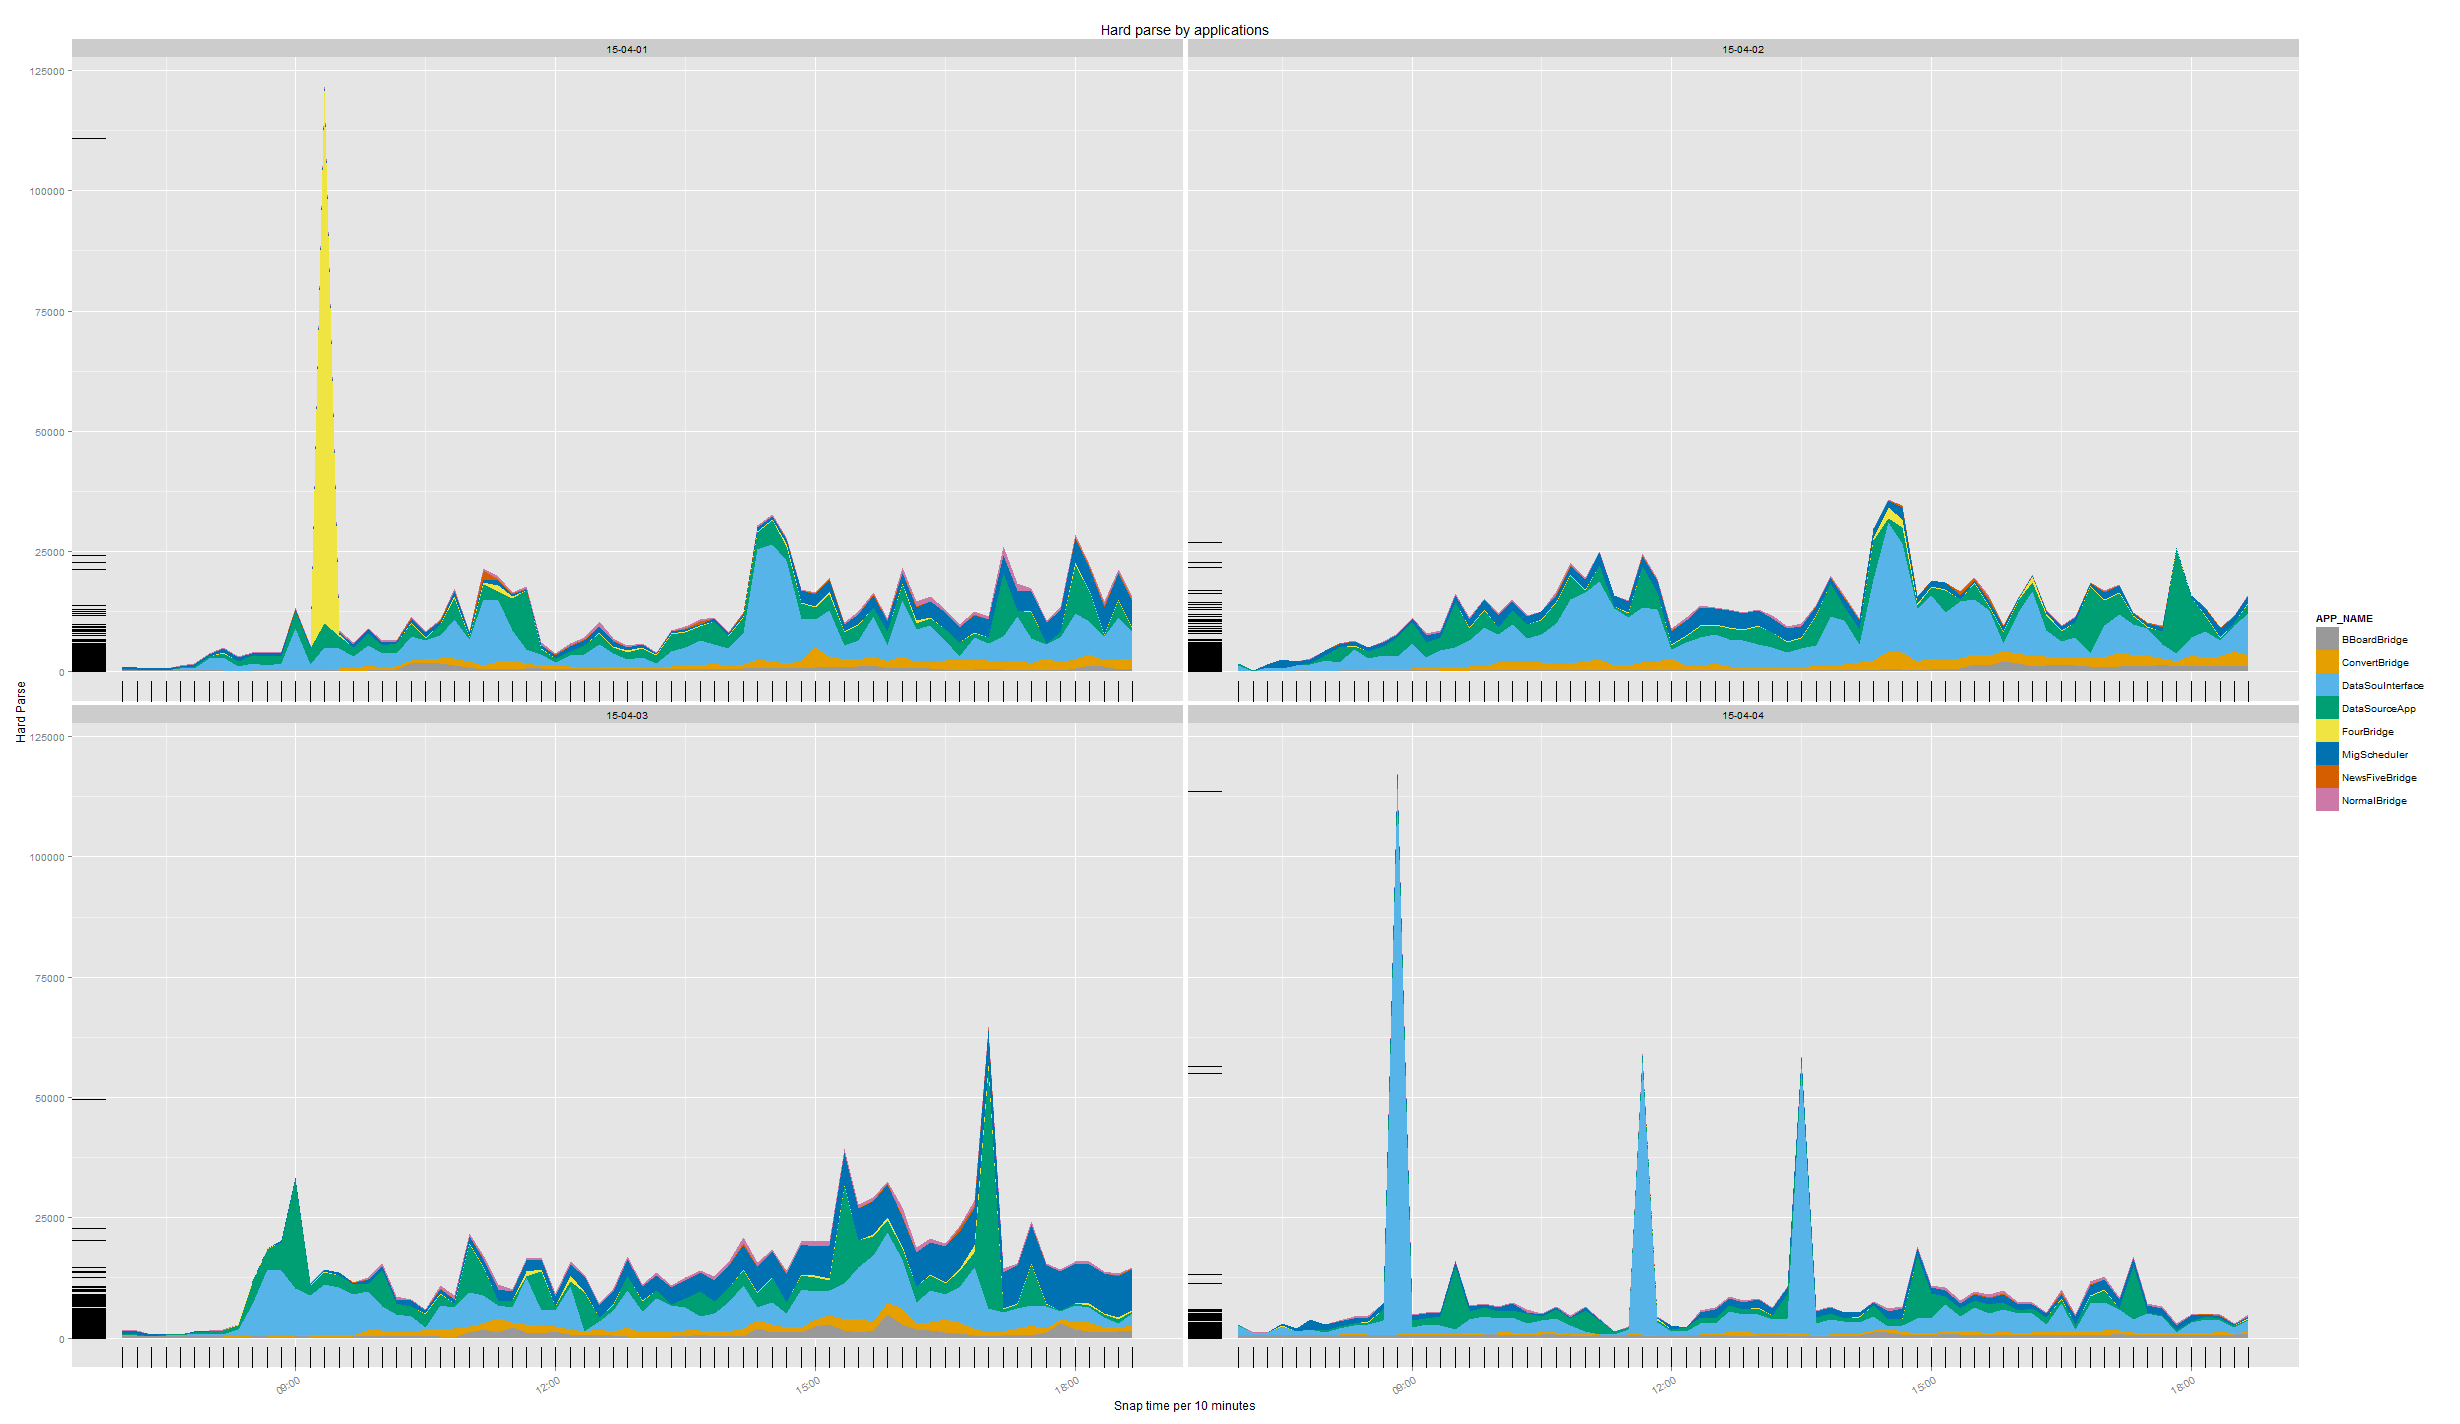 Hard parse by applications
15-04-01
15-04-02
125000
100000
75000
50000
25000
0
15-04-03
15-04-04
125000
100000
75000
50000
25000
0
Hard Parse
09:00
12:00
15:00
18:00
09:00
12:00
15:00
18:00
Snap time per 10 minutes
APP_NAME
BBoardBridge
ConvertBridge
DataSouInterface
DataSourceApp
FourBridge
MigScheduler
NewsFiveBridge
NormalBridge